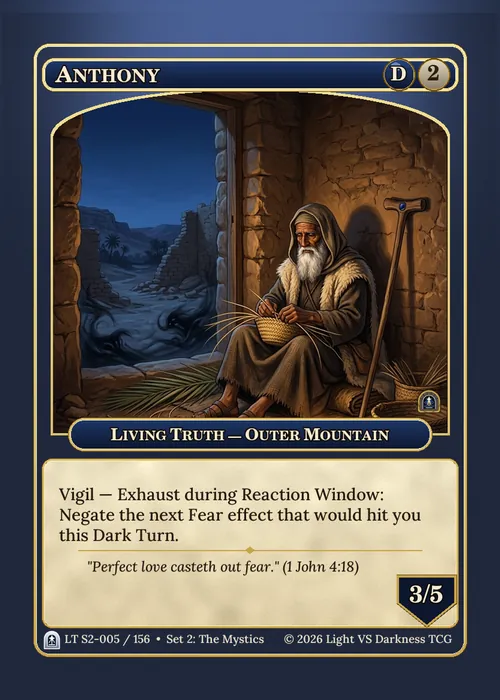 Anthony
D 2
Living Truth — Outer Mountain
Vigil — Exhaust during Reaction Window:
Negate the next Fear effect that would hit you
this Dark Turn.
"Perfect love casteth out fear." (1 John 4:18)
3/5
LT S2-005 / 156 • Set 2: The Mystics © 2026 Light VS Darkness TCG